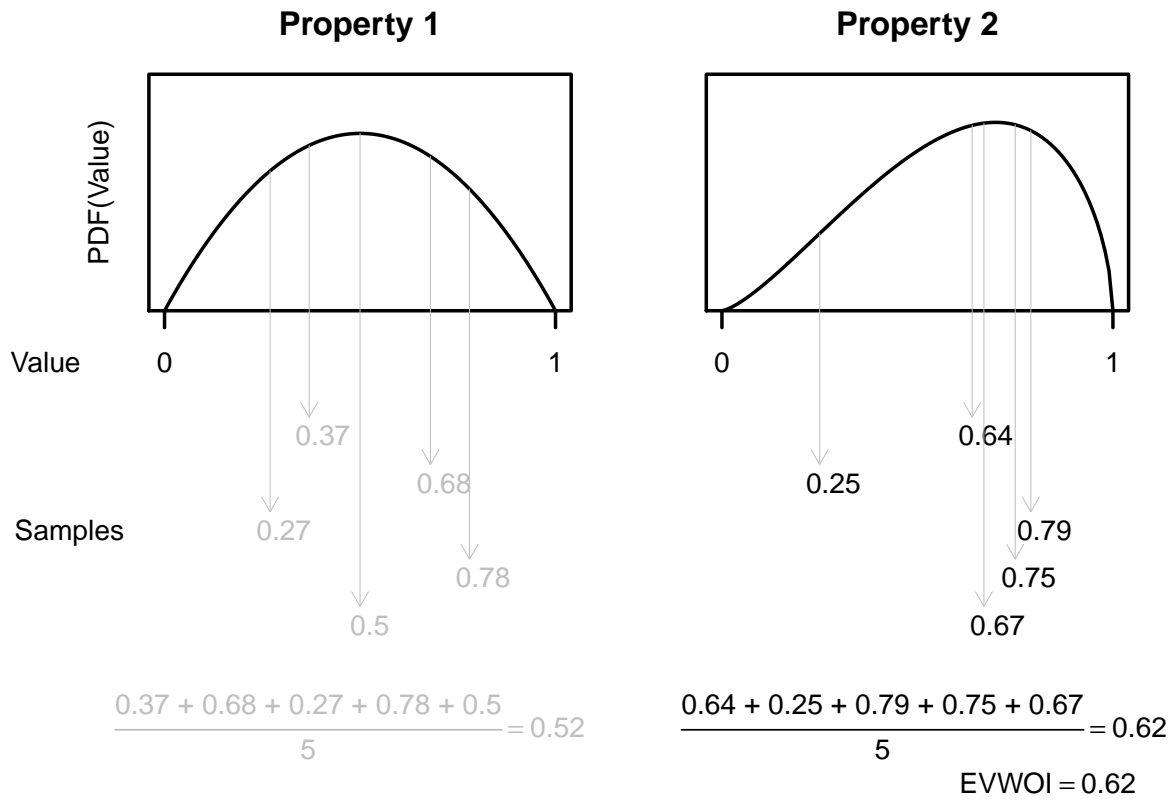 Property 1
Property 2
PDF(Value)
Value
0
1
0
1
0.37
0.64
0.68
0.25
Samples
0.27
0.79
0.78
0.75
0.5
0.67
0.37 + 0.68 + 0.27 + 0.78 + 0.5
5
= 0.52
0.64 + 0.25 + 0.79 + 0.75 + 0.67
5
= 0.62
EVWOI = 0.62